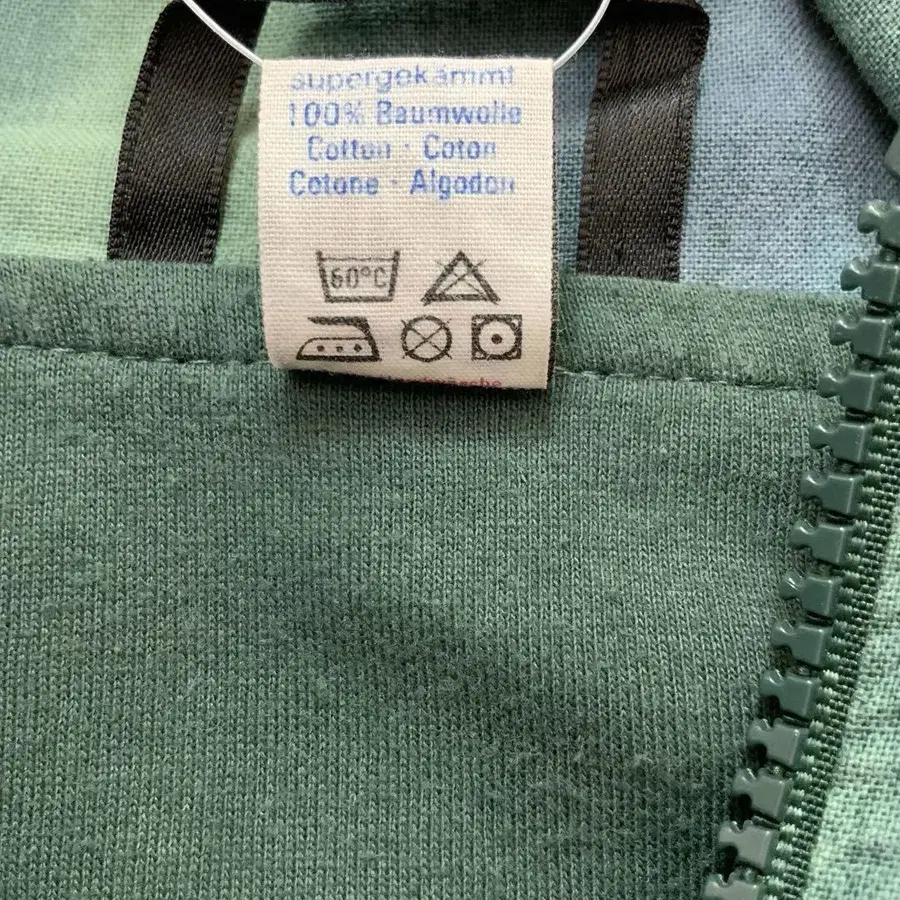 supergekämmt
100% Baumwolle
Cotton · Coton
Cotone · Algodon
60°C